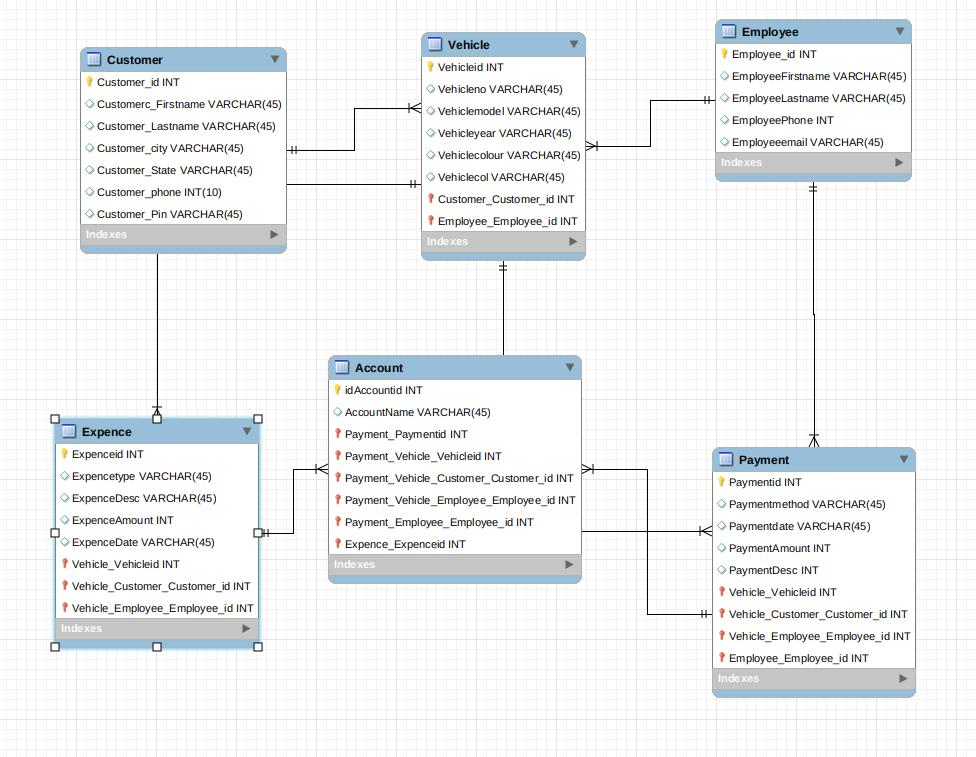 Customer
Customer_id INT
Customerc_Firstname VARCHAR(45)
Customer_Lastname VARCHAR(45)
Customer_city VARCHAR(45)
Customer_State VARCHAR(45)
Customer_phone INT(10)
Customer_Pin VARCHAR(45)
Indexes
Vehicle
Vehicleid INT
Vehicleno VARCHAR(45)
Vehiclemodel VARCHAR(45)
Vehicleyear VARCHAR(45)
Vehiclecolour VARCHAR(45)
Vehiclecol VARCHAR(45)
Customer_Customer_id INT
Employee_Employee_id INT
Indexes
Employee
Employee_id INT
EmployeeFirstname VARCHAR(45)
EmployeeLastname VARCHAR(45)
EmployeePhone INT
Employeeemail VARCHAR(45)
Indexes
Expence
Expenceid INT
Expencetype VARCHAR(45)
ExpenceDesc VARCHAR(45)
ExpenceAmount INT
ExpenceDate VARCHAR(45)
Vehicle_Vehicleid INT
Vehicle_Customer_Customer_id INT
Vehicle_Employee_Employee_id INT
Indexes
Account
idAccountid INT
AccountName VARCHAR(45)
Payment_Paymentid INT
Payment_Vehicle_Vehicleid INT
Payment_Vehicle_Customer_Customer_id INT
Payment_Vehicle_Employee_Employee_id INT
Payment_Employee_Employee_id INT
Expence_Expenceid INT
Indexes
Payment
Paymentid INT
Paymentmethod VARCHAR(45)
Paymentdate VARCHAR(45)
PaymentAmount INT
PaymentDesc INT
Vehicle_Vehicleid INT
Vehicle_Customer_Customer_id INT
Vehicle_Employee_Employee_id INT
Employee_Employee_id INT
Indexes